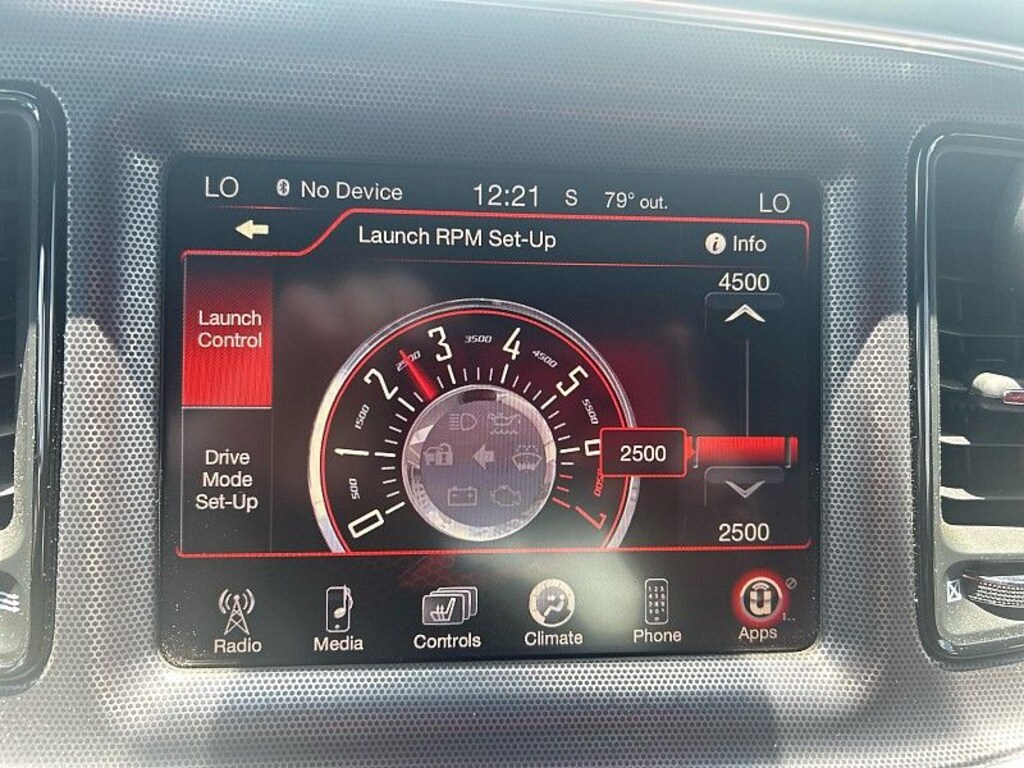 LO
No Device
12:21
S
79° out.
LO
Launch RPM Set-Up
Info
Launch
Control
Drive
Mode
Set-Up
0
500
1
1500
2
2500
3
3500
4
4500
5
5500
6500
7
4500
2500
2500
Radio
Media
Controls
Climate
Phone
Apps